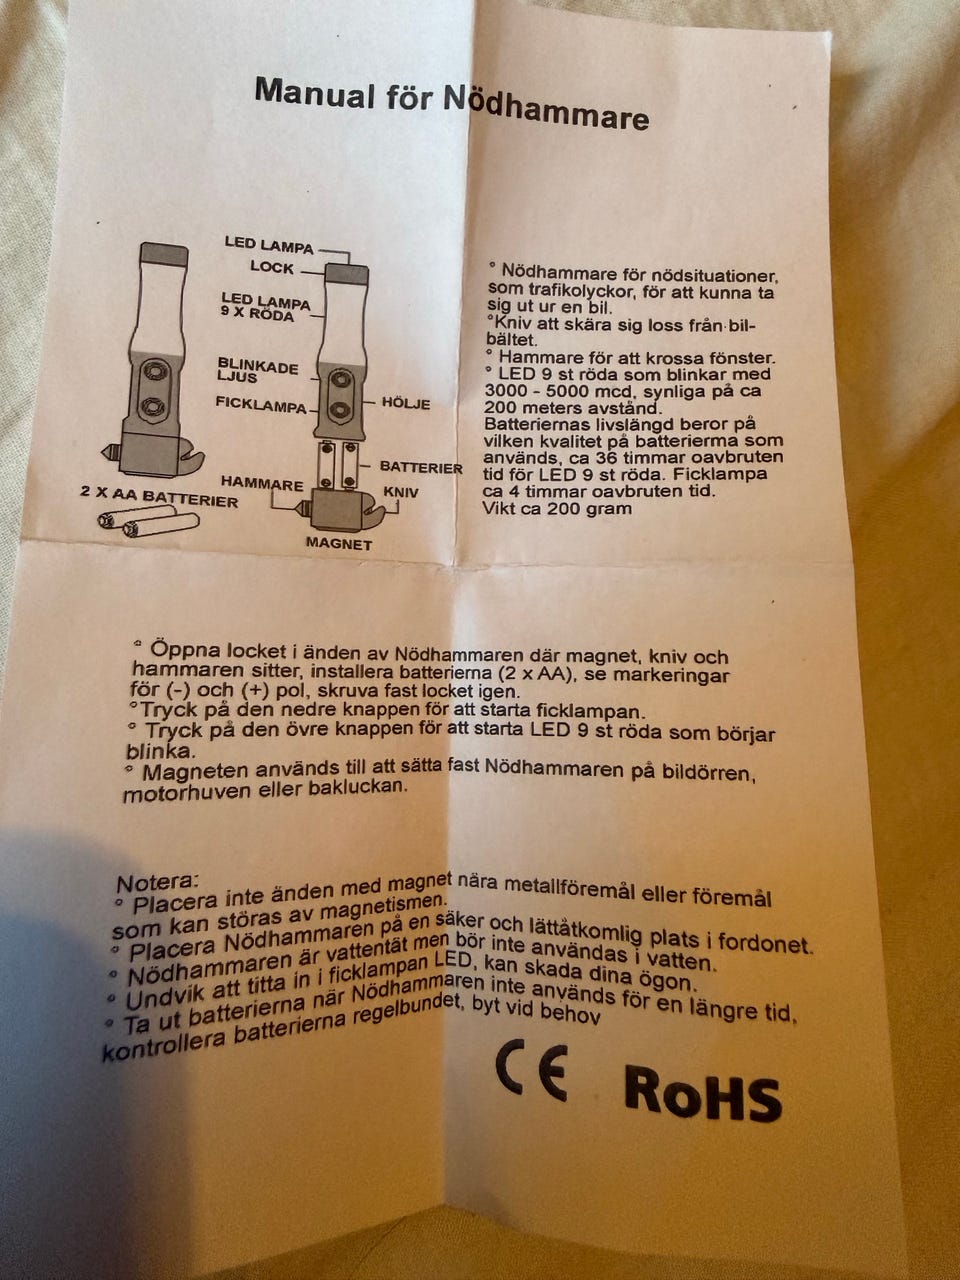 Manual för Nödhammare
LED LAMPA
LOCK
LED LAMPA
9 X RÖDA
BLINKADE
LJUS
FICKLAMPA
HÖLJE
BATTERIER
HAMMARE
KNIV
2 X AA BATTERIER
MAGNET
° Nödhammare för nödsituationer,
som trafikolyckor, för att kunna ta
sig ut ur en bil.
°Kniv att skära sig loss från bil-
bältet.
° Hammare för att krossa fönster.
° LED 9 st röda som blinkar med
3000 - 5000 mcd, synliga på ca
200 meters avstånd.
Batteriernas livslängd beror på
vilken kvalitet på batterierma som
används, ca 36 timmar oavbruten
tid för LED 9 st röda. Ficklampa
ca 4 timmar oavbruten tid.
Vikt ca 200 gram
° Öppna locket i änden av Nödhammaren där magnet, kniv och
hammaren sitter, installera batterierna (2 x AA), se markeringar
för (-) och (+) pol, skruva fast locket igen.
°Tryck på den nedre knappen för att starta ficklampan.
° Tryck på den övre knappen för att starta LED 9 st röda som börjar
blinka.
° Magneten används till att sätta fast Nödhammaren på bildörren,
motorhuven eller bakluckan.
Notera:
° Placera inte änden med magnet nära metallföremål eller föremål
som kan störas av magnetismen.
° Placera Nödhammaren på en säker och lättåtkomlig plats i fordonet.
° Nödhammaren är vattentät men bör inte användas i vatten.
° Undvik att titta in i ficklampan LED, kan skada dina ögon.
° Ta ut batterierna när Nödhammaren inte används för en längre tid,
kontrollera batterierna regelbundet, byt vid behov
CE RoHS